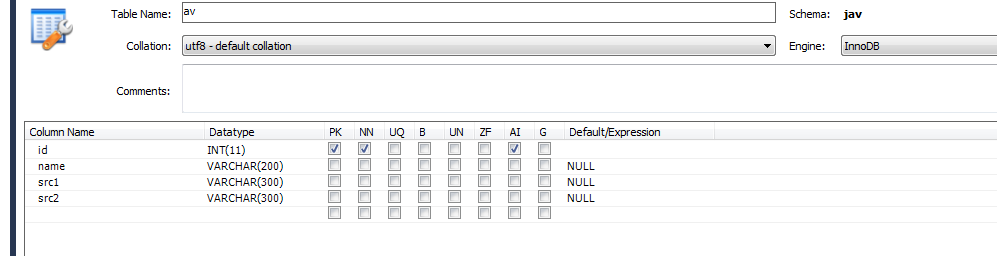 Table Name: av Schema: jav
Collation: utf8 - default collation Engine: InnoDB
Comments:
Column Name Datatype PK NN UQ B UN ZF AI G Default/Expression
id INT(11)
name VARCHAR(200) NULL
src1 VARCHAR(300) NULL
src2 VARCHAR(300) NULL